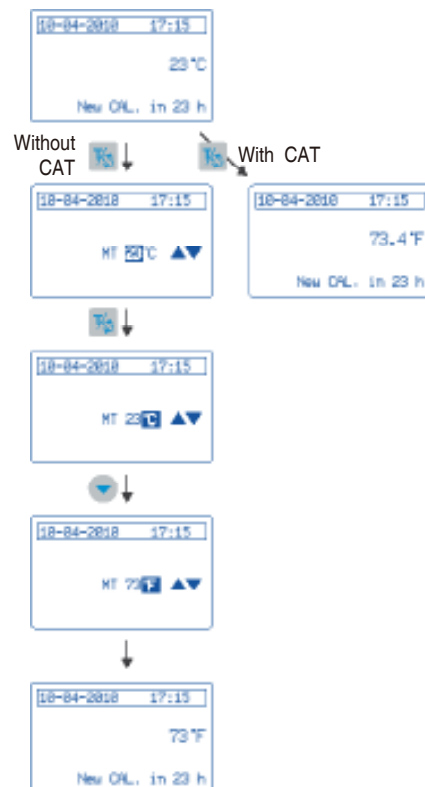 10-04-2010 17:15
23 °C
New CAL. in 23 h
Without
CAT
With CAT
10-04-2010 17:15
MT °C ▲▼
10-04-2010 17:15
73.4 °F
New CAL. in 23 h
10-04-2010 17:15
MT 23 °C ▲▼
10-04-2010 17:15
MT 73 °F ▲▼
10-04-2010 17:15
73 °F
New CAL. in 23 h